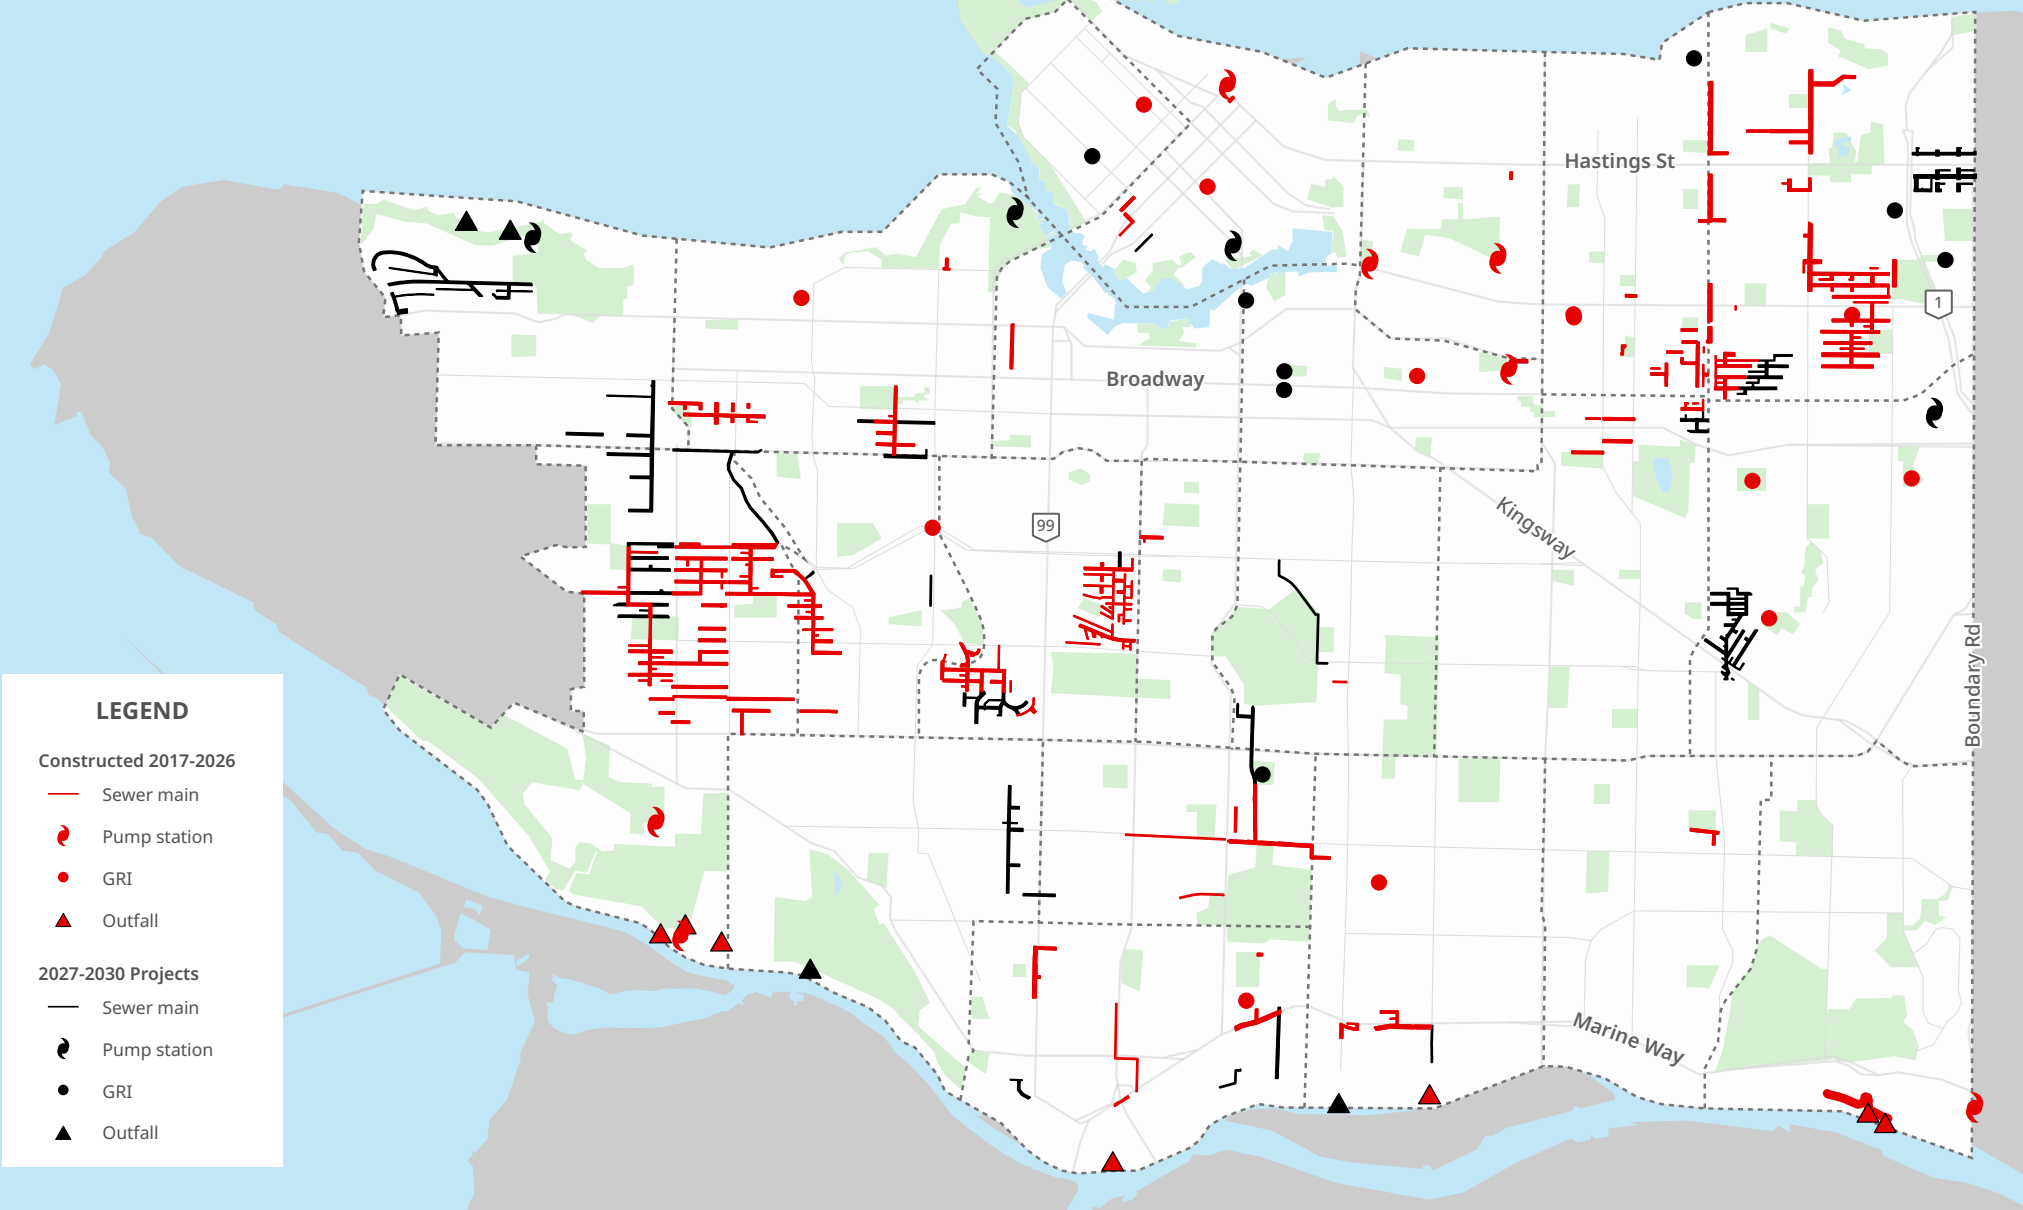 Hastings St
1
Broadway
Kingsway
99
Boundary Rd
Marine Way
LEGEND
Constructed 2017-2026
Sewer main
Pump station
GRI
Outfall
2027-2030 Projects
Sewer main
Pump station
GRI
Outfall